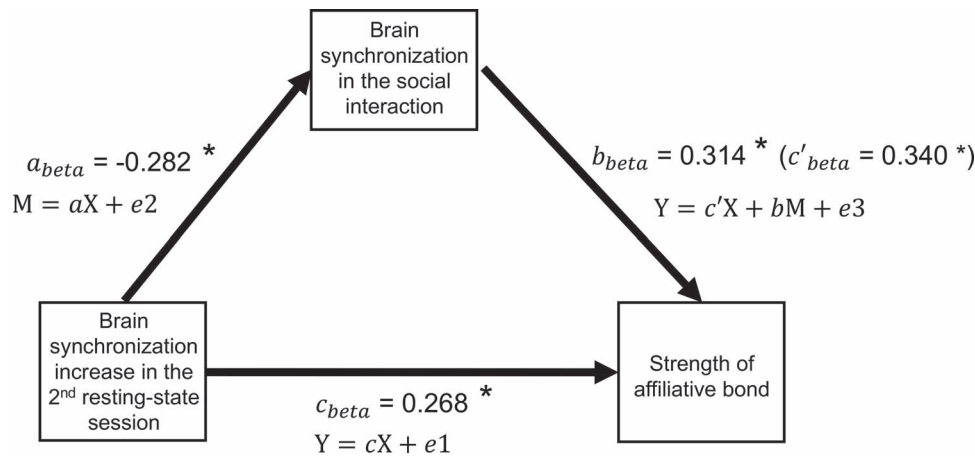 Brain
synchronization
in the social
interaction
a_beta = -0.282 *
M = aX + e2
b_beta = 0.314 * (c'_beta = 0.340 *)
Y = c'X + bM + e3
Brain
synchronization
increase in the
2nd resting-state
session
c_beta = 0.268 *
Y = cX + e1
Strength of
affiliative bond